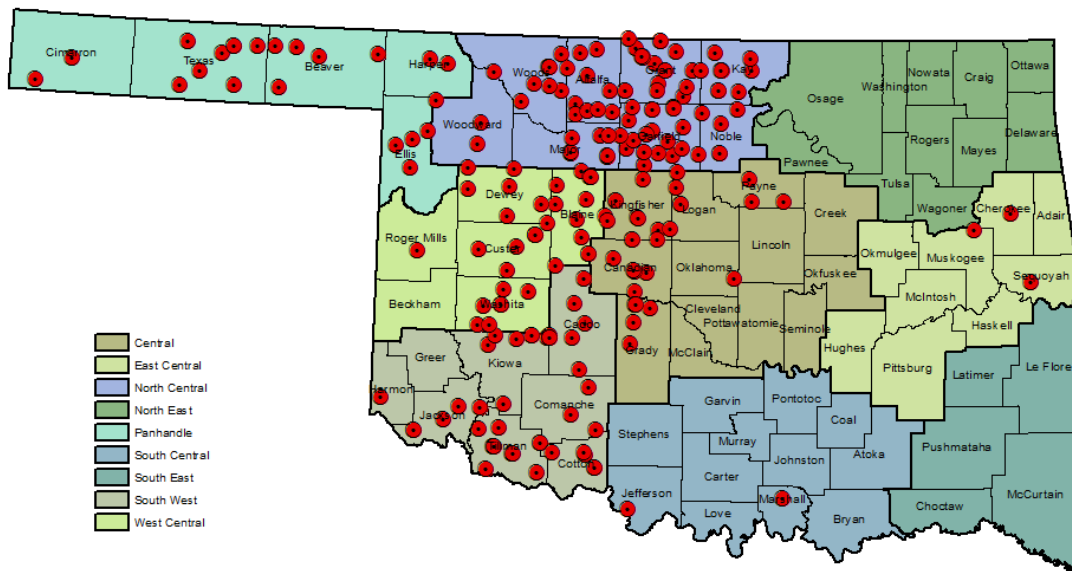 Cimarron
Texas
Beaver
Harper
Woods
Alfalfa
Grant
Kay
Osage
Washington
Nowata
Craig
Ottawa
Rogers
Mayes
Delaware
Ellis
Woodward
Major
Garfield
Noble
Pawnee
Tulsa
Wagoner
Dewey
Blaine
Kingfisher
Logan
Payne
Creek
Cherokee
Adair
Roger Mills
Custer
Canadian
Oklahoma
Lincoln
Okfuskee
Okmulgee
Muskogee
Sequoyah
Beckham
Washita
Caddo
Grady
McClain
Cleveland
Pottawatomie
Seminole
Hughes
McIntosh
Haskell
Pittsburg
Latimer
Le Flore
Greer
Kiowa
Harmon
Jackson
Comanche
Tillman
Cotton
Stephens
Garvin
Pontotoc
Murray
Coal
Carter
Johnston
Atoka
Pushmataha
Jefferson
Love
Marshall
Bryan
Choctaw
McCurtain
Central
East Central
North Central
North East
Panhandle
South Central
South East
South West
West Central